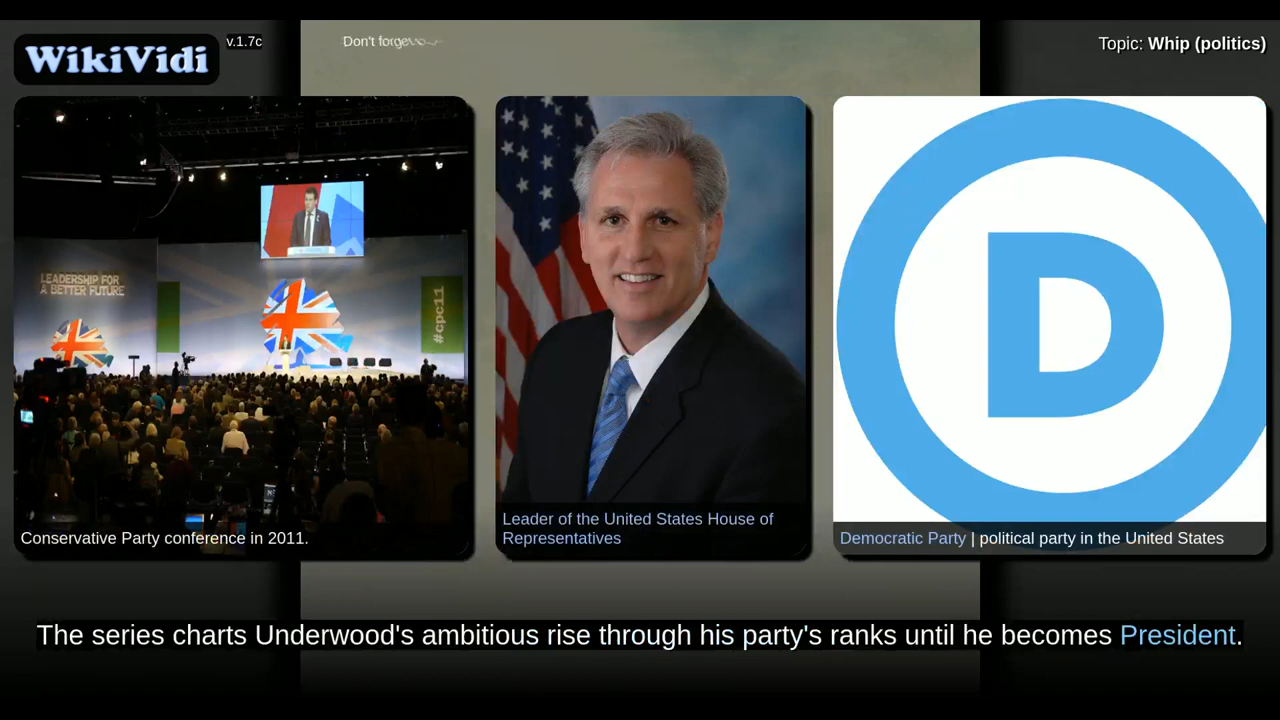 WikiVidi
v.1.7c
Don't forget
Topic: Whip (politics)
LEADERSHIP FOR
A BETTER FUTURE
#cpc11
Conservative Party conference in 2011.
Leader of the United States House of
Representatives
D
Democratic Party | political party in the United States
The series charts Underwood's ambitious rise through his party's ranks until he becomes President.